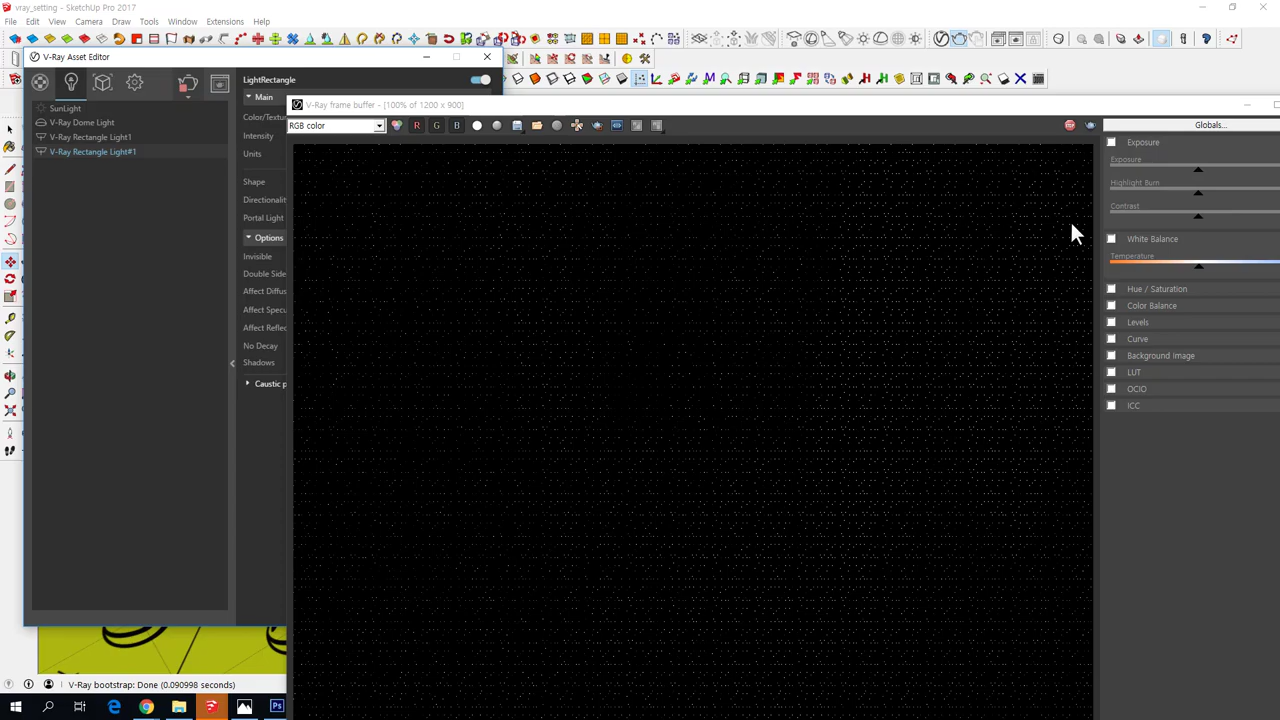 vray_setting - SketchUp Pro 2017
File Edit View Camera Draw Tools Window Extensions Help
V-Ray Asset Editor
SunLight
V-Ray Dome Light
V-Ray Rectangle Light1
V-Ray Rectangle Light#1
LightRectangle
Main
Color/Textu
Intensity
Units
Shape
Directionalit
Portal Light
Options
Invisible
Double Side
Affect Diffus
Affect Specu
Affect Reflec
No Decay
Shadows
Caustic p
V-Ray frame buffer - [100% of 1200 x 900]
RGB color
R G B
Globals...
Exposure
Exposure
Highlight Burn
Contrast
White Balance
Temperature
Hue / Saturation
Color Balance
Levels
Curve
Background Image
LUT
OCIO
ICC
V-Ray bootstrap: Done (0.090998 seconds)
Ps